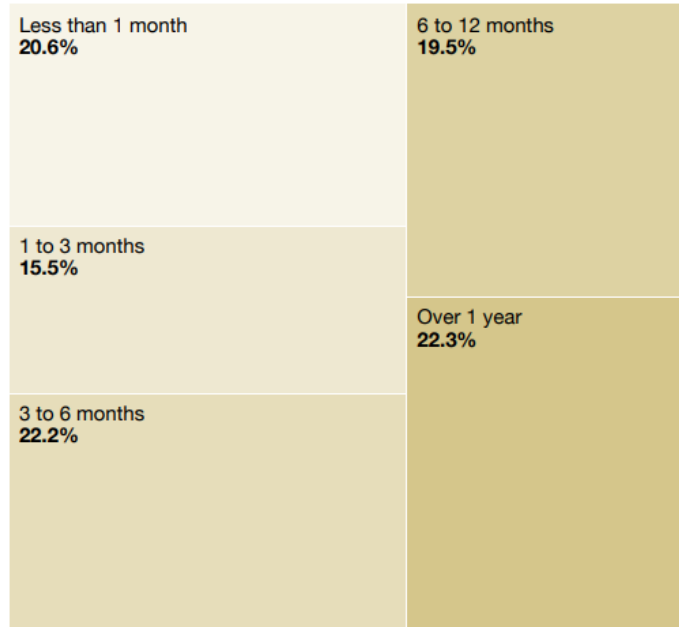 Less than 1 month
20.6%
1 to 3 months
15.5%
3 to 6 months
22.2%
6 to 12 months
19.5%
Over 1 year
22.3%